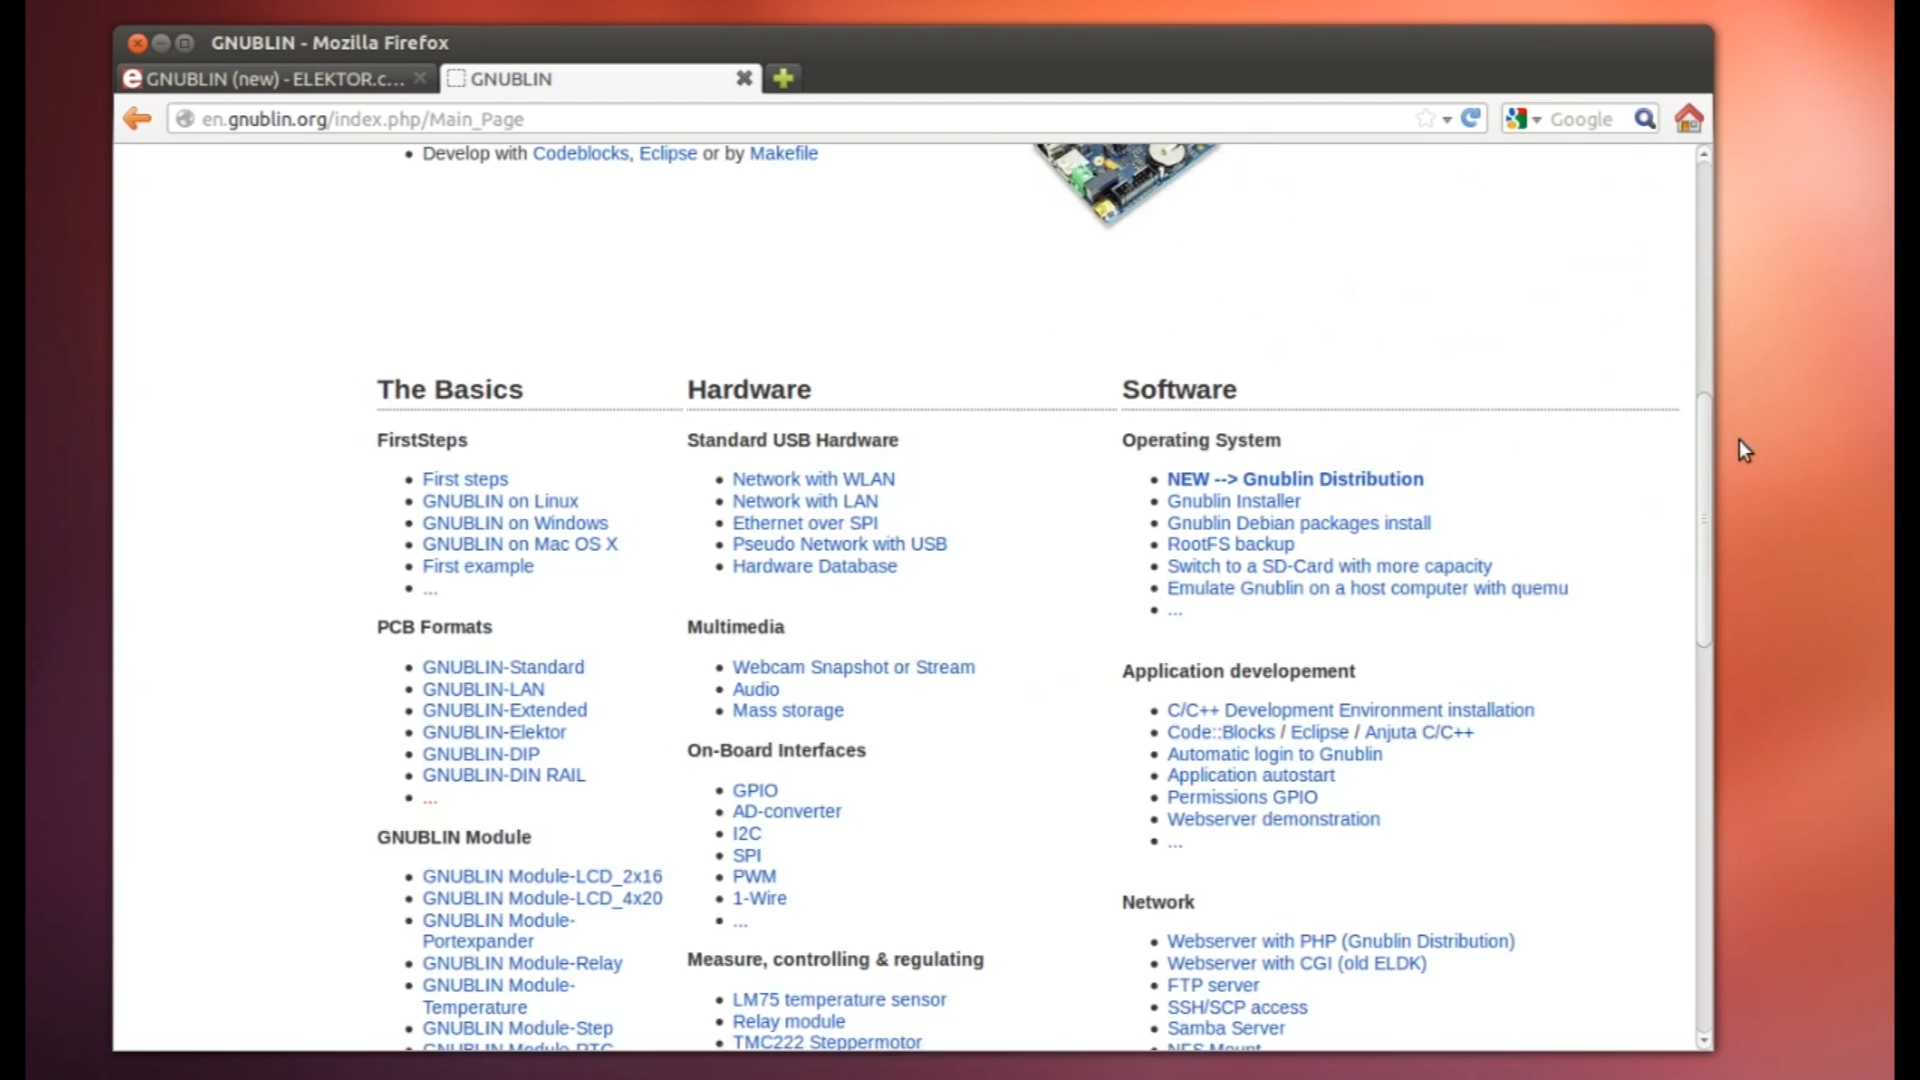 GNUBLIN - Mozilla Firefox
GNUBLIN (new) - ELEKTOR.c...
GNUBLIN
en.gnublin.org/index.php/Main_Page
Google
Develop with Codeblocks, Eclipse or by Makefile
The Basics
FirstSteps
First steps
GNUBLIN on Linux
GNUBLIN on Windows
GNUBLIN on Mac OS X
First example
...
PCB Formats
GNUBLIN-Standard
GNUBLIN-LAN
GNUBLIN-Extended
GNUBLIN-Elektor
GNUBLIN-DIP
GNUBLIN-DIN RAIL
...
GNUBLIN Module
GNUBLIN Module-LCD_2x16
GNUBLIN Module-LCD_4x20
GNUBLIN Module-
Portexpander
GNUBLIN Module-Relay
GNUBLIN Module-
Temperature
GNUBLIN Module-Step
GNUBLIN Module-RTC
Hardware
Standard USB Hardware
Network with WLAN
Network with LAN
Ethernet over SPI
Pseudo Network with USB
Hardware Database
Multimedia
Webcam Snapshot or Stream
Audio
Mass storage
On-Board Interfaces
GPIO
AD-converter
I2C
SPI
PWM
1-Wire
...
Measure, controlling & regulating
LM75 temperature sensor
Relay module
TMC222 Steppermotor
Software
Operating System
NEW --> Gnublin Distribution
Gnublin Installer
Gnublin Debian packages install
RootFS backup
Switch to a SD-Card with more capacity
Emulate Gnublin on a host computer with quemu
...
Application developement
C/C++ Development Environment installation
Code::Blocks / Eclipse / Anjuta C/C++
Automatic login to Gnublin
Application autostart
Permissions GPIO
Webserver demonstration
...
Network
Webserver with PHP (Gnublin Distribution)
Webserver with CGI (old ELDK)
FTP server
SSH/SCP access
Samba Server
NFS Mount